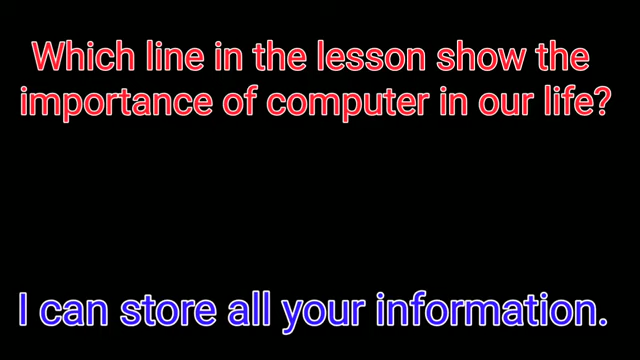 Which line in the lesson show the
importance of computer in our life?
I can store all your information.